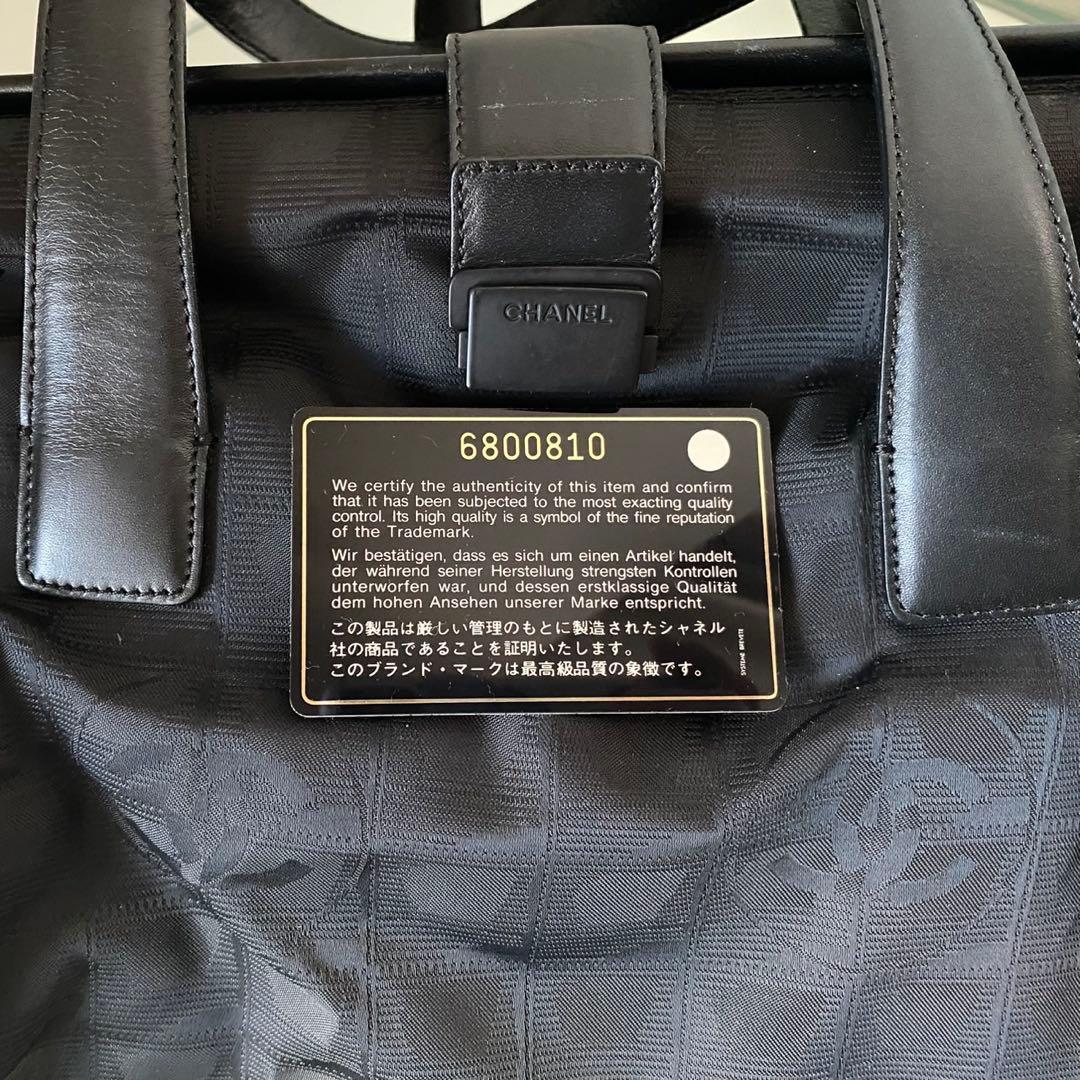 CHANEL
6800810
We certify the authenticity of this item and confirm
that it has been subjected to the most exacting quality
control. Its high quality is a symbol of the fine reputation
of the Trademark.
Wir bestätigen, dass es sich um einen Artikel handelt,
der während seiner Herstellung strengsten Kontrollen
unterworfen war, und dessen erstklassige Qualität
dem hohen Ansehen unserer Marke entspricht.
この製品は厳しい管理のもとに製造されたシャネル
社の商品であることを証明いたします。
このブランド・マークは最高級品質の象徴です。
SYSTEME BREVETE